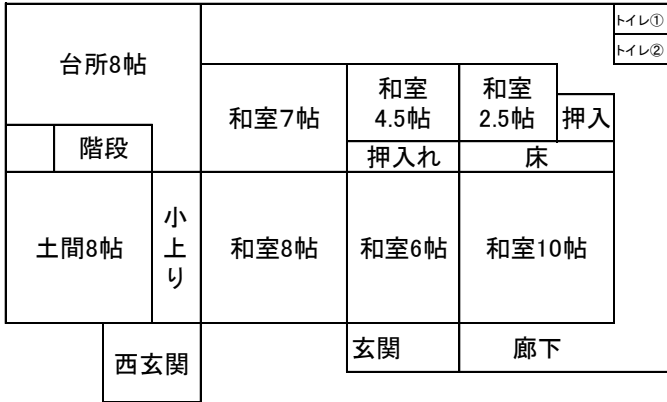 トイレ①
トイレ②
台所8帖
和室7帖
和室
4.5帖
和室
2.5帖
押入
階段
押入れ
床
土間8帖
小
上
り
和室8帖
和室6帖
和室10帖
西玄関
玄関
廊下